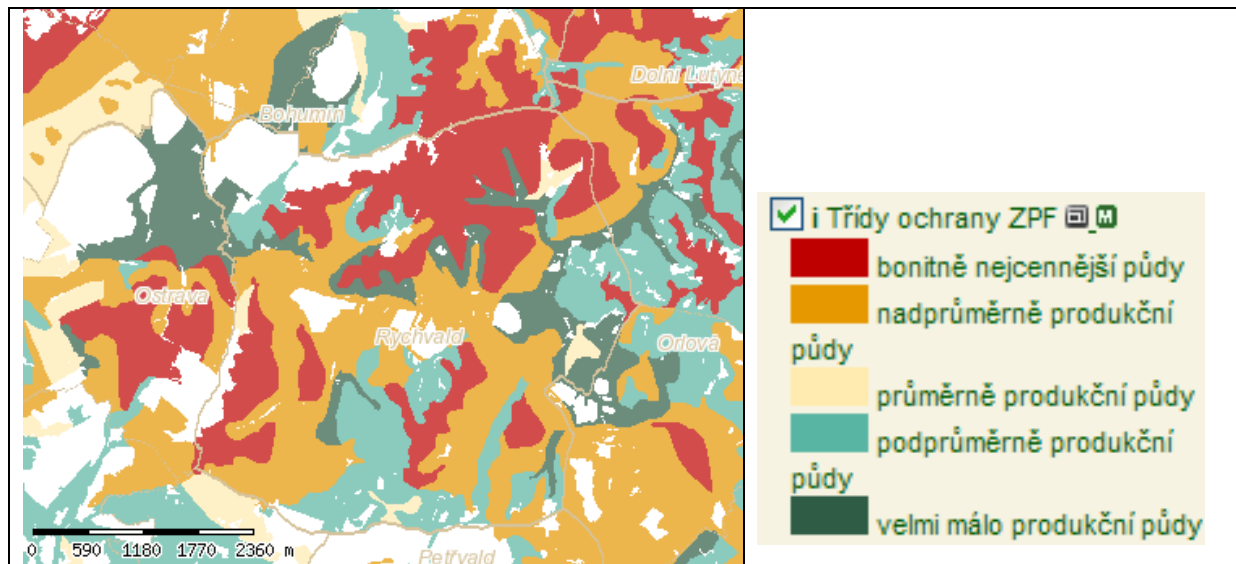 Dolní Lutyně
Bohumín
Ostrava
Rychvald
Orlová
0 590 1180 1770 2360 m
Petřvald
i Třídy ochrany ZPF
bonitně nejcennější půdy
nadprůměrně produkční
půdy
průměrně produkční půdy
podprůměrně produkční
půdy
velmi málo produkční půdy